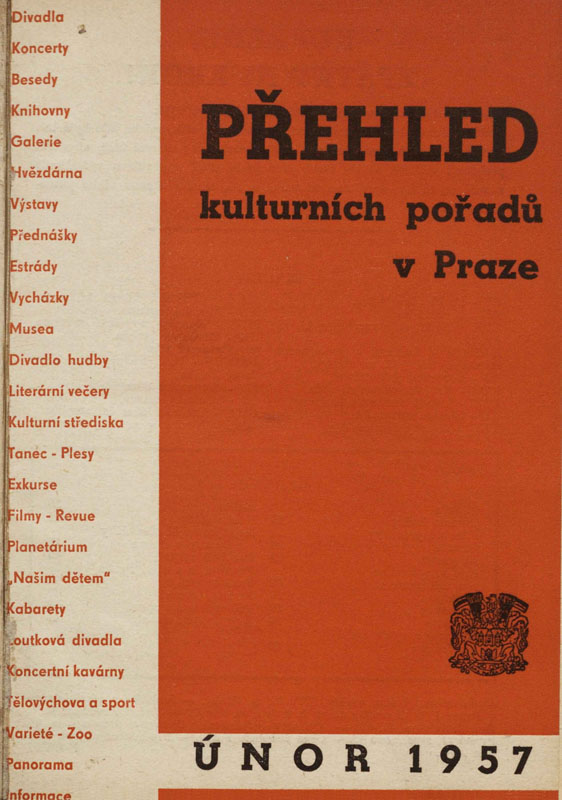 Divadla
Koncerty
Besedy
Knihovny
Galerie
Hvězdárna
Výstavy
Přednášky
Estrády
Vycházky
Musea
Divadlo hudby
Literární večery
Kulturní střediska
Tanec - Plesy
Exkurse
Filmy - Revue
Planetárium
„Našim dětem"
Kabarety
Loutková divadla
Koncertní kavárny
Tělovýchova a sport
Varieté - Zoo
Panorama
Informace
PŘEHLED
kulturních pořadů
v Praze
ÚNOR 1957